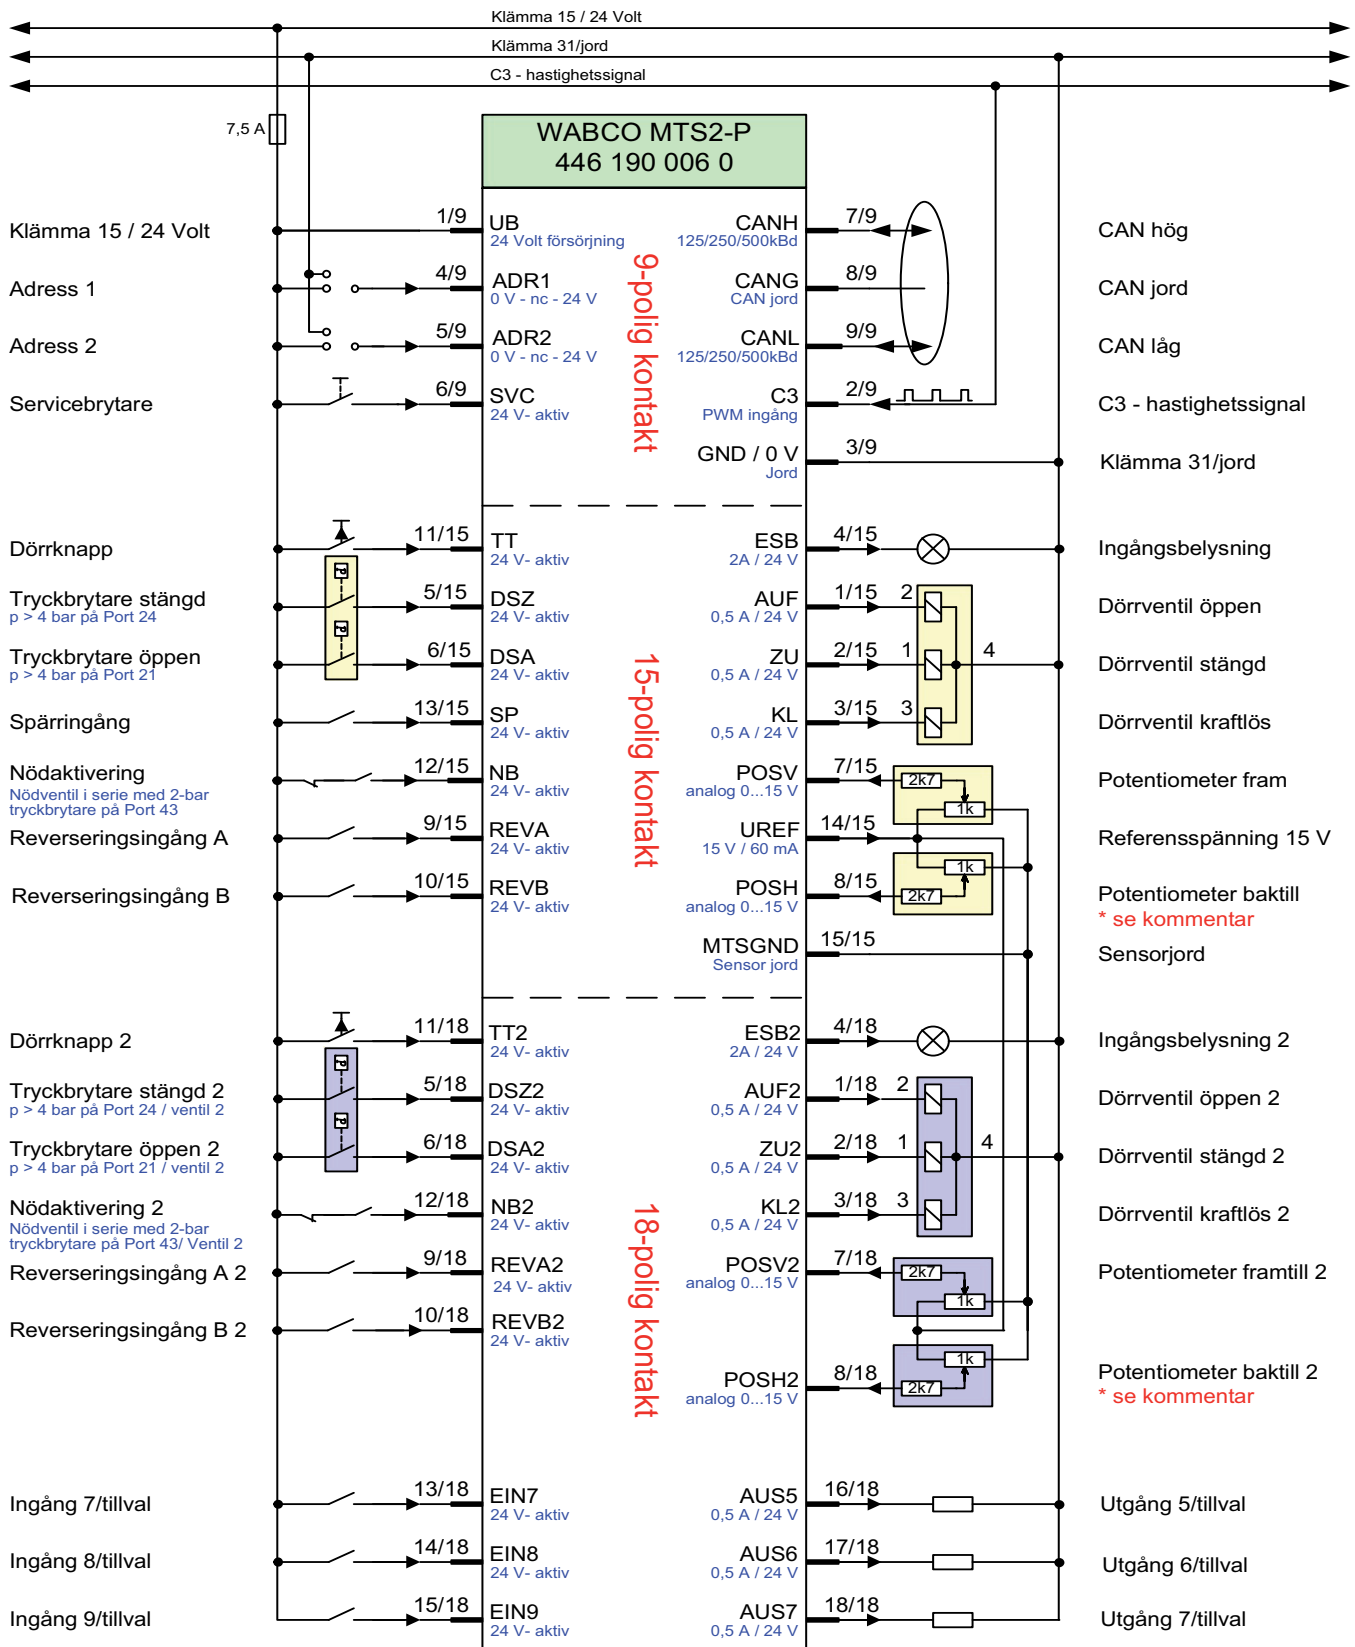 Klämma 15 / 24 Volt
Klämma 31/jord
C3 - hastighetssignal
7,5 A
WABCO MTS2-P
446 190 006 0
9-polig kontakt
Klämma 15 / 24 Volt
1/9
UB
24 Volt försörjning
CANH
125/250/500kBd
7/9
CAN hög
Adress 1
4/9
ADR1
0 V - nc - 24 V
CANG
CAN jord
8/9
CAN jord
Adress 2
5/9
ADR2
0 V - nc - 24 V
CANL
125/250/500kBd
9/9
CAN låg
Servicebrytare
6/9
SVC
24 V- aktiv
C3
PWM ingång
2/9
C3 - hastighetssignal
GND / 0 V
Jord
3/9
Klämma 31/jord
15-polig kontakt
Dörrknapp
11/15
TT
24 V- aktiv
ESB
2A / 24 V
4/15
Ingångsbelysning
Tryckbrytare stängd
p > 4 bar på Port 24
P
5/15
DSZ
24 V- aktiv
AUF
0,5 A / 24 V
1/15
2
Dörrventil öppen
Tryckbrytare öppen
p > 4 bar på Port 21
P
6/15
DSA
24 V- aktiv
ZU
0,5 A / 24 V
2/15
1
4
Dörrventil stängd
Spärringång
13/15
SP
24 V- aktiv
KL
0,5 A / 24 V
3/15
3
Dörrventil kraftlös
Nödaktivering
Nödventil i serie med 2-bar
tryckbrytare på Port 43
12/15
NB
24 V- aktiv
POSV
analog 0...15 V
7/15
2k7
1k
Potentiometer fram
Reverseringsingång A
9/15
REVA
24 V- aktiv
UREF
15 V / 60 mA
14/15
Referensspänning 15 V
Reverseringsingång B
10/15
REVB
24 V- aktiv
POSH
analog 0...15 V
8/15
1k
2k7
Potentiometer baktill
* se kommentar
MTSGND
Sensor jord
15/15
Sensorjord
18-polig kontakt
Dörrknapp 2
11/18
TT2
24 V- aktiv
ESB2
2A / 24 V
4/18
Ingångsbelysning 2
Tryckbrytare stängd 2
p > 4 bar på Port 24 / ventil 2
P
5/18
DSZ2
24 V- aktiv
AUF2
0,5 A / 24 V
1/18
2
Dörrventil öppen 2
Tryckbrytare öppen 2
p > 4 bar på Port 21 / ventil 2
P
6/18
DSA2
24 V- aktiv
ZU2
0,5 A / 24 V
2/18
1
4
Dörrventil stängd 2
Nödaktivering 2
Nödventil i serie med 2-bar
tryckbrytare på Port 43/ Ventil 2
12/18
NB2
24 V- aktiv
KL2
0,5 A / 24 V
3/18
3
Dörrventil kraftlös 2
Reverseringsingång A 2
9/18
REVA2
24 V- aktiv
POSV2
analog 0...15 V
7/18
2k7
1k
Potentiometer framtill 2
Reverseringsingång B 2
10/18
REVB2
24 V- aktiv
POSH2
analog 0...15 V
8/18
1k
2k7
Potentiometer baktill 2
* se kommentar
Ingång 7/tillval
13/18
EIN7
24 V- aktiv
AUS5
0,5 A / 24 V
16/18
Utgång 5/tillval
Ingång 8/tillval
14/18
EIN8
24 V- aktiv
AUS6
0,5 A / 24 V
17/18
Utgång 6/tillval
Ingång 9/tillval
15/18
EIN9
24 V- aktiv
AUS7
0,5 A / 24 V
18/18
Utgång 7/tillval